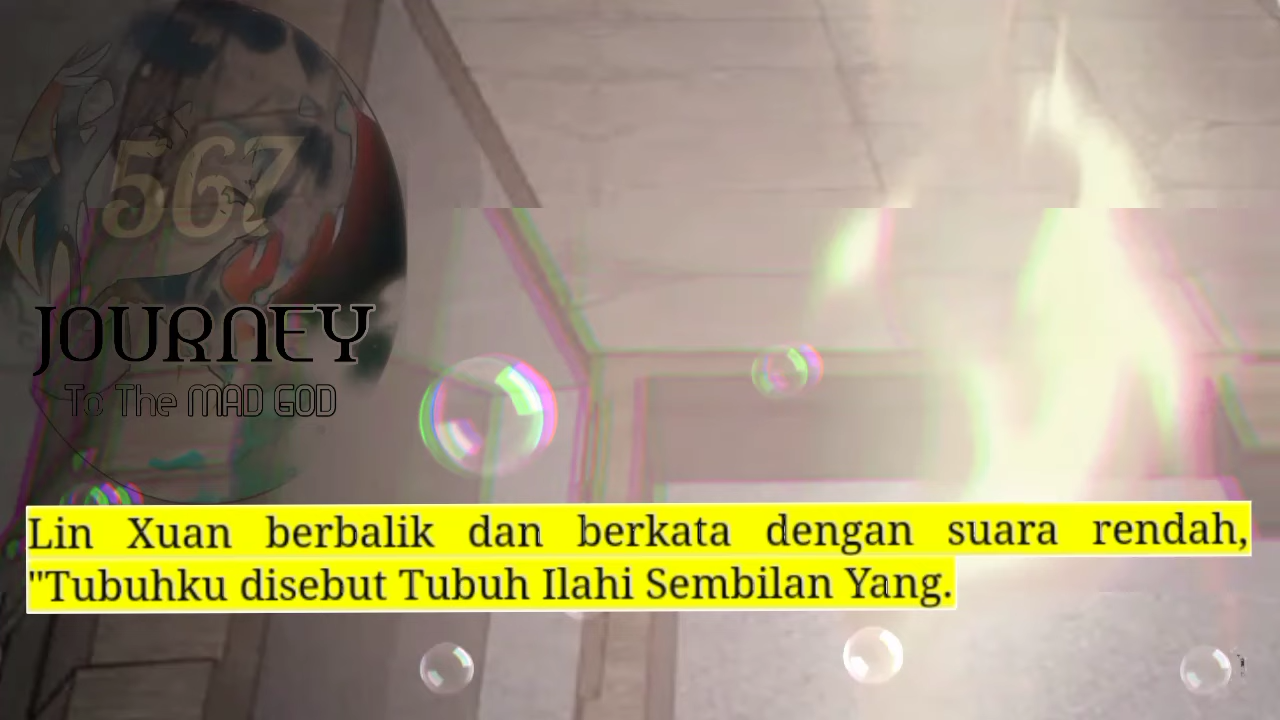 567
JOURNEY
To The MAD GOD
Lin Xuan berbalik dan berkata dengan suara rendah,
"Tubuhku disebut Tubuh Ilahi Sembilan Yang.